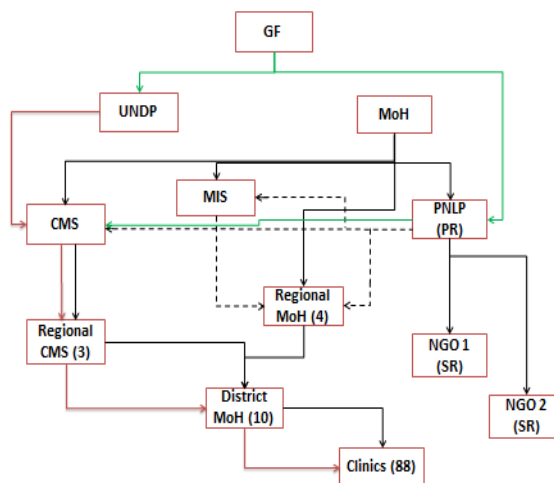 GF
UNDP
MoH
MIS
CMS
PNLP
(PR)
Regional
MoH (4)
Regional
CMS (3)
NGO 1
(SR)
District
MoH (10)
NGO 2
(SR)
Clinics (88)